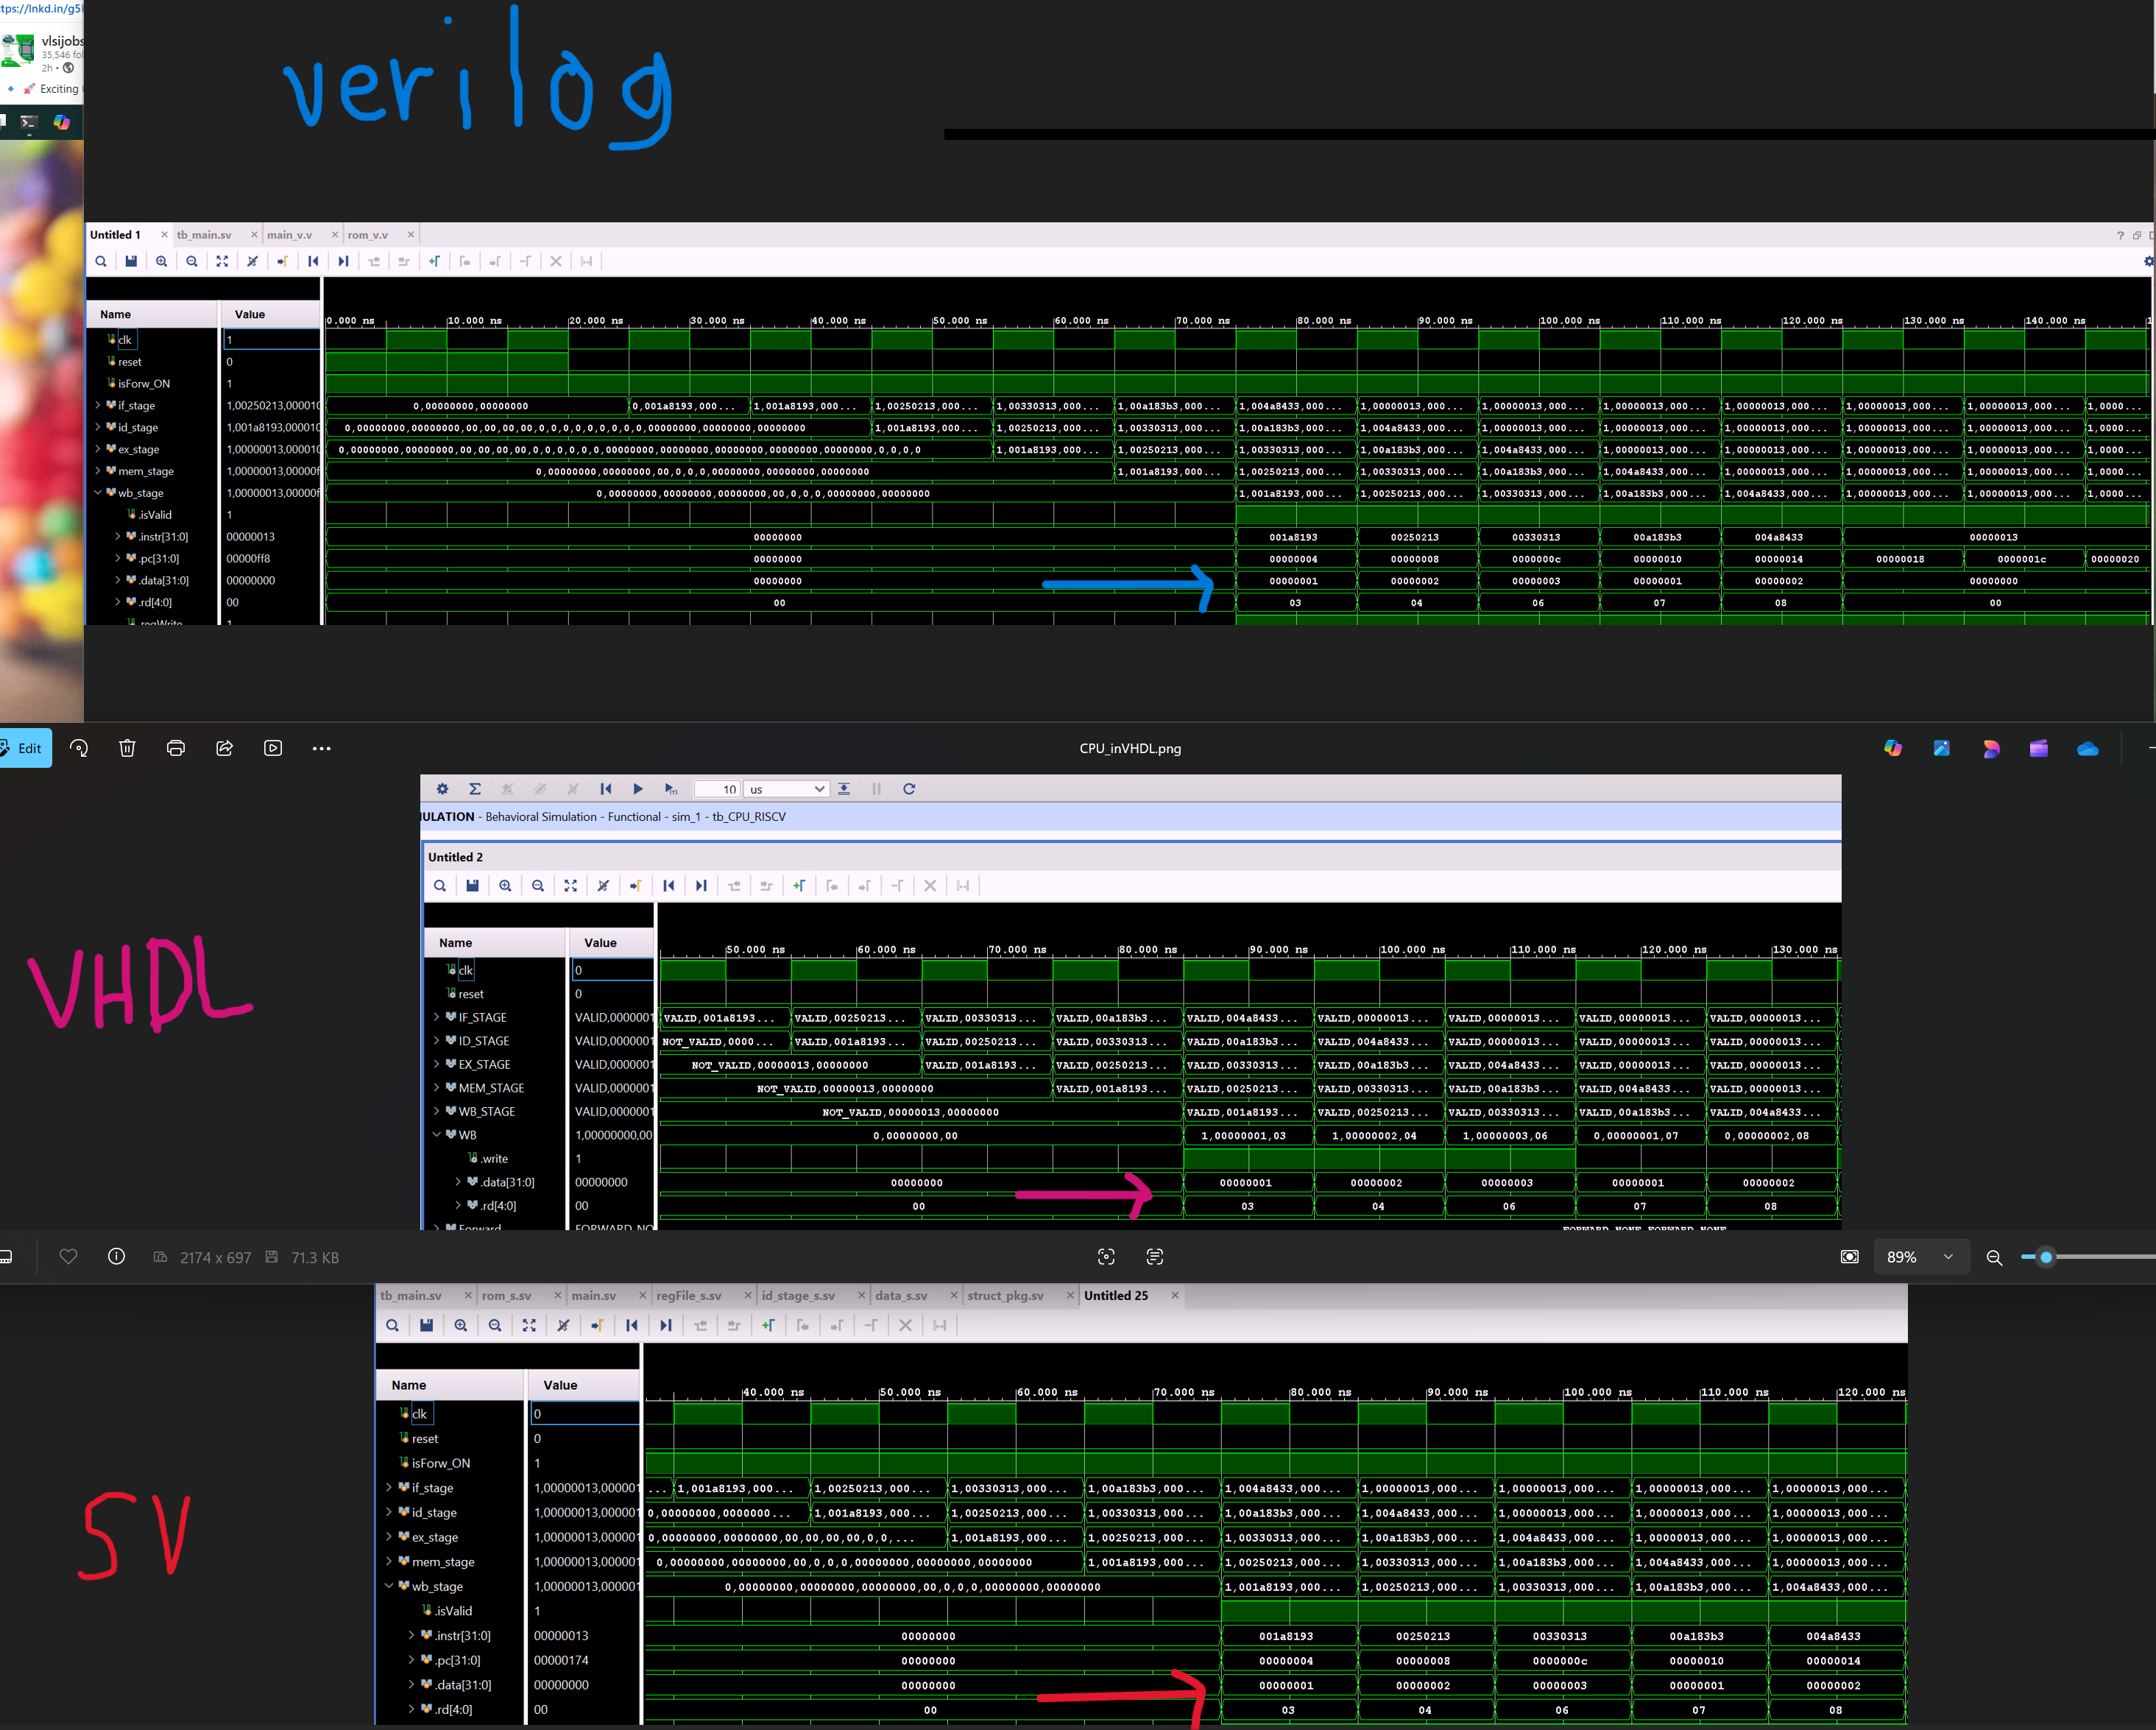 ttps://lnkd.in/g5
vlsijobs
35,546 fo
2h •
Exciting
verilog
Untitled 1 tb_main.sv main_v.v rom_v.v
Name Value
0.000 ns 10.000 ns 20.000 ns 30.000 ns 40.000 ns 50.000 ns 60.000 ns 70.000 ns 80.000 ns 90.000 ns 100.000 ns 110.000 ns 120.000 ns 130.000 ns 140.000 ns
clk 1
reset 0
isForw_ON 1
if_stage 1,00250213,00001 0,00000000,00000000 0,001a8193,000... 1,001a8193,000... 1,00250213,000... 1,00330313,000... 1,00a183b3,000... 1,004a8433,000... 1,00000013,000... 1,00000013,000... 1,00000013,000... 1,00000013,000... 1,00000013,000... 1,00000013,000... 1,0000...
id_stage 1,001a8193,00001 0,00000000,00000000,00,00,00,00,0,0,0,0,0,0,0,0,0,00000000,00000000,00000000 1,001a8193,000... 1,00250213,000... 1,00330313,000... 1,00a183b3,000... 1,004a8433,000... 1,00000013,000... 1,00000013,000... 1,00000013,000... 1,00000013,000... 1,00000013,000... 1,0000...
ex_stage 1,00000013,00001 1,001a8193,000... 1,00250213,000... 1,00330313,000... 1,00a183b3,000... 1,004a8433,000... 1,00000013,000... 1,00000013,000... 1,00000013,000... 1,00000013,000... 1,0000...
mem_stage 1,00000013,00000f 0,00000000,00000000,00,0,0,0,00000000,00000000,00000000 1,001a8193,000... 1,00250213,000... 1,00330313,000... 1,00a183b3,000... 1,004a8433,000... 1,00000013,000... 1,00000013,000... 1,00000013,000... 1,0000...
wb_stage 1,00000013,00000f 0,00000000,00000000,00000000,00,0,0,0,00000000,00000000 1,001a8193,000... 1,00250213,000... 1,00330313,000... 1,00a183b3,000... 1,004a8433,000... 1,00000013,000... 1,00000013,000... 1,0000...
.isValid 1
.instr[31:0] 00000013 00000000 001a8193 00250213 00330313 00a183b3 004a8433 00000013
.pc[31:0] 00000ff8 00000000 00000004 00000008 0000000c 00000010 00000014 00000018 0000001c 00000020
.data[31:0] 00000000 00000000 00000001 00000002 00000003 00000001 00000002 00000000
.rd[4:0] 00 00 03 04 06 07 08 00
.regWrite 1
Edit CPU_inVHDL.png
10 us
ULATION - Behavioral Simulation - Functional - sim_1 - tb_CPU_RISCV
Untitled 2
VHDL
Name Value
50.000 ns 60.000 ns 70.000 ns 80.000 ns 90.000 ns 100.000 ns 110.000 ns 120.000 ns 130.000 ns
clk 0
reset 0
IF_STAGE VALID,0000001 VALID,001a8193... VALID,00250213... VALID,00330313... VALID,00a183b3... VALID,004a8433... VALID,00000013... VALID,00000013... VALID,00000013... VALID,00000013...
ID_STAGE VALID,0000001 NOT_VALID,0000... VALID,001a8193... VALID,00250213... VALID,00330313... VALID,00a183b3... VALID,004a8433... VALID,00000013... VALID,00000013... VALID,00000013...
EX_STAGE VALID,0000001 NOT_VALID,00000013,00000000 VALID,001a8193... VALID,00250213... VALID,00330313... VALID,00a183b3... VALID,004a8433... VALID,00000013... VALID,00000013...
MEM_STAGE VALID,0000001 NOT_VALID,00000013,00000000 VALID,001a8193... VALID,00250213... VALID,00330313... VALID,00a183b3... VALID,004a8433... VALID,00000013...
WB_STAGE VALID,0000001 NOT_VALID,00000013,00000000 VALID,001a8193... VALID,00250213... VALID,00330313... VALID,00a183b3... VALID,004a8433...
WB 1,00000000,00 0,00000000,00 1,00000001,03 1,00000002,04 1,00000003,06 0,00000001,07 0,00000002,08
.write 1
.data[31:0] 00000000 00000000 00000001 00000002 00000003 00000001 00000002
.rd[4:0] 00 00 03 04 06 07 08
Forward FORWARD_NO FORWARD_NONE,FORWARD_NONE
2174 x 697 71.3 KB 89%
tb_main.sv rom_s.sv main.sv regFile_s.sv id_stage_s.sv data_s.sv struct_pkg.sv Untitled 25
Name Value
40.000 ns 50.000 ns 60.000 ns 70.000 ns 80.000 ns 90.000 ns 100.000 ns 110.000 ns 120.000 ns
clk 0
reset 0
isForw_ON 1
if_stage 1,00000013,000001 ... 1,001a8193,000... 1,00250213,000... 1,00330313,000... 1,00a183b3,000... 1,004a8433,000... 1,00000013,000... 1,00000013,000... 1,00000013,000... 1,00000013,000...
id_stage 1,00000013,000001 0,00000000,00000000... 1,001a8193,000... 1,00250213,000... 1,00330313,000... 1,00a183b3,000... 1,004a8433,000... 1,00000013,000... 1,00000013,000... 1,00000013,000...
SV
ex_stage 1,00000013,000001 0,00000000,00000000,00,00,00,00,0,0,... 1,001a8193,000... 1,00250213,000... 1,00330313,000... 1,00a183b3,000... 1,004a8433,000... 1,00000013,000... 1,00000013,000...
mem_stage 1,00000013,000001 0,00000000,00000000,00,0,0,0,00000000,00000000,00000000 1,001a8193,000... 1,00250213,000... 1,00330313,000... 1,00a183b3,000... 1,004a8433,000... 1,00000013,000...
wb_stage 1,00000013,000001 0,00000000,00000000,00000000,00,0,0,0,00000000,00000000 1,001a8193,000... 1,00250213,000... 1,00330313,000... 1,00a183b3,000... 1,004a8433,000...
.isValid 1
.instr[31:0] 00000013 00000000 001a8193 00250213 00330313 00a183b3 004a8433
.pc[31:0] 00000174 00000000 00000004 00000008 0000000c 00000010 00000014
.data[31:0] 00000000 00000000 00000001 00000002 00000003 00000001 00000002
.rd[4:0] 00 00 03 04 06 07 08